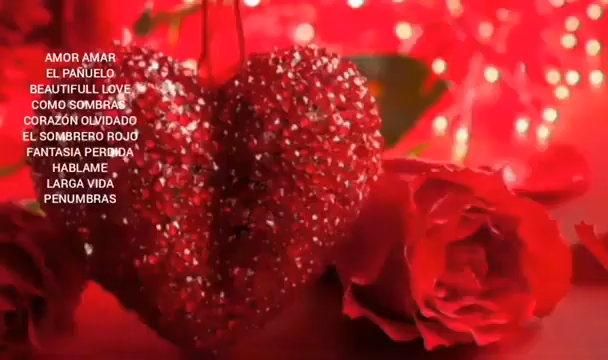 AMOR AMAR
EL PAÑUELO
BEAUTIFULL LOVE
COMO SOMBRAS
CORAZÓN OLVIDADO
EL SOMBRERO ROJO
FANTASIA PERDIDA
HABLAME
LARGA VIDA
PENUMBRAS